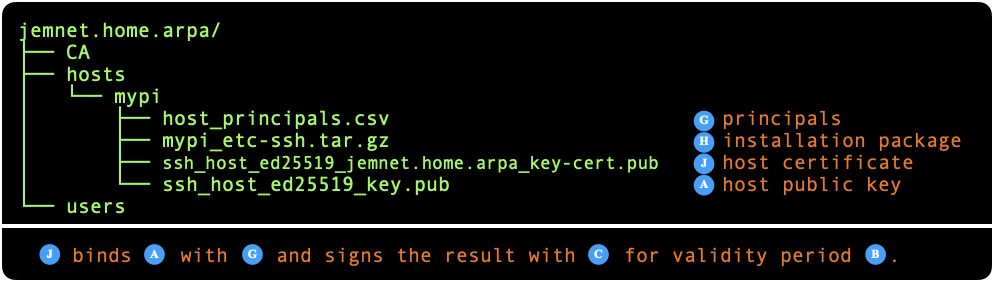 jemnet.home.arpa/
├── CA
├── hosts
│   └── mypi
│       ├── host_principals.csv G principals
│       ├── mypi_etc-ssh.tar.gz H installation package
│       ├── ssh_host_ed25519_jemnet.home.arpa_key-cert.pub J host certificate
│       └── ssh_host_ed25519_key.pub A host public key
└── users
J binds A with G and signs the result with C for validity period B.